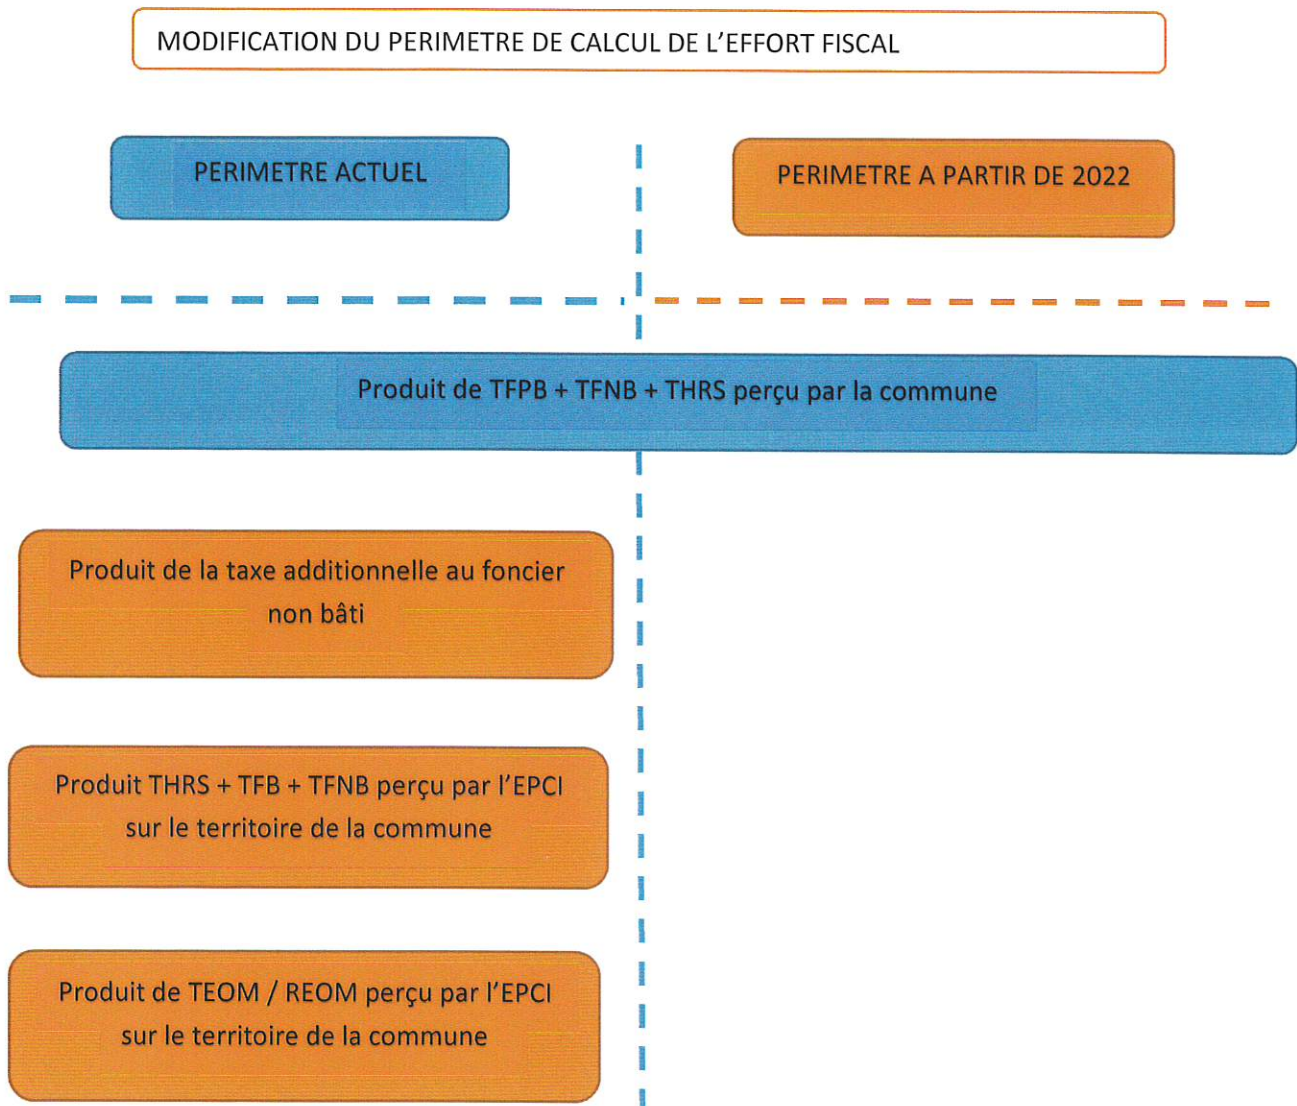 MODIFICATION DU PERIMETRE DE CALCUL DE L'EFFORT FISCAL
PERIMETRE ACTUEL
PERIMETRE A PARTIR DE 2022
Produit de TFPB + TFNB + THRS perçu par la commune
Produit de la taxe additionnelle au foncier
non bâti
Produit THRS + TFB + TFNB perçu par l'EPCI
sur le territoire de la commune
Produit de TEOM / REOM perçu par l'EPCI
sur le territoire de la commune